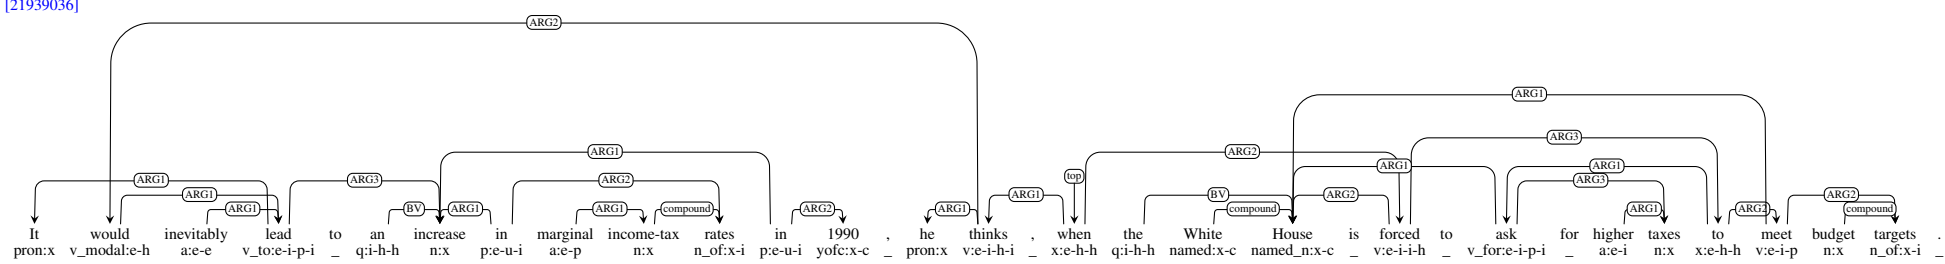 [21939036]
ARG2
ARG1
ARG3
ARG1 ARG2 ARG1
top
ARG1 ARG3 ARG2 ARG1 ARG3
ARG1 ARG1 BV ARG2 ARG2
ARG1 BV ARG1 ARG1 compound ARG2 ARG1 compound ARG1 ARG2 compound
It would inevitably lead to an increase in marginal income-tax rates in 1990 , he thinks , when the White House is forced to ask for higher taxes to meet budget targets .
pron:x v_modal:e-h a:e-e v_to:e-i-p-i _ q:i-h-h n:x p:e-u-i a:e-p n:x n_of:x-i p:e-u-i yofc:x-c _ pron:x v:e-i-h-i _ x:e-h-h q:i-h-h named:x-c named_n:x-c _ v:e-i-i-h _ v_for:e-i-p-i _ a:e-i n:x x:e-h-h v:e-i-p n:x n_of:x-i _